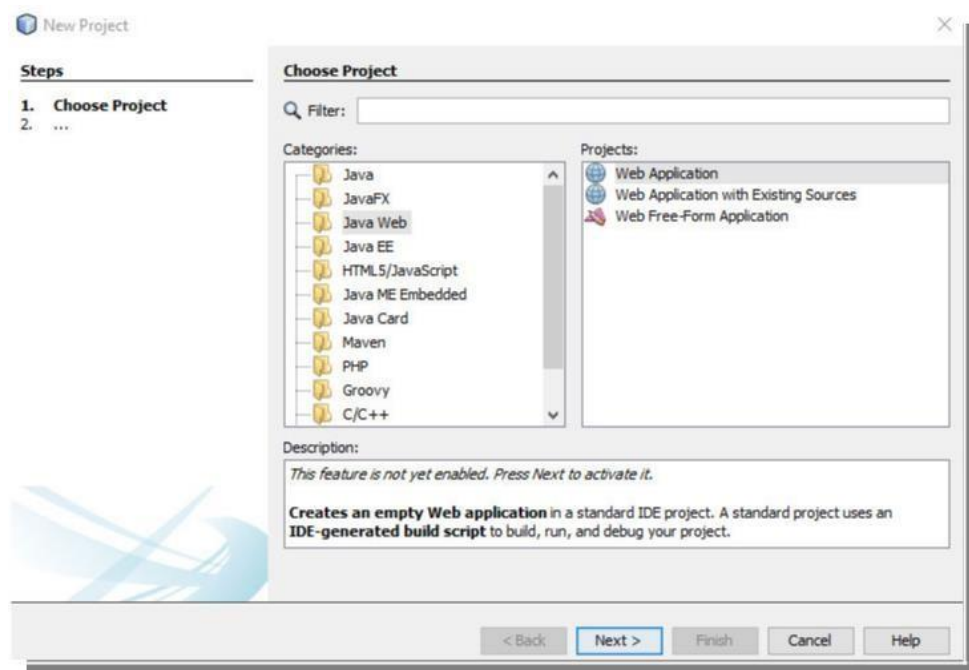 New Project
Steps
1. Choose Project
2. ...
Choose Project
Filter:
Categories:
Java
JavaFX
Java Web
Java EE
HTML5/JavaScript
Java ME Embedded
Java Card
Maven
PHP
Groovy
C/C++
Projects:
Web Application
Web Application with Existing Sources
Web Free-Form Application
Description:
This feature is not yet enabled. Press Next to activate it.
Creates an empty Web application in a standard IDE project. A standard project uses an
IDE-generated build script to build, run, and debug your project.
< Back Next > Finish Cancel Help